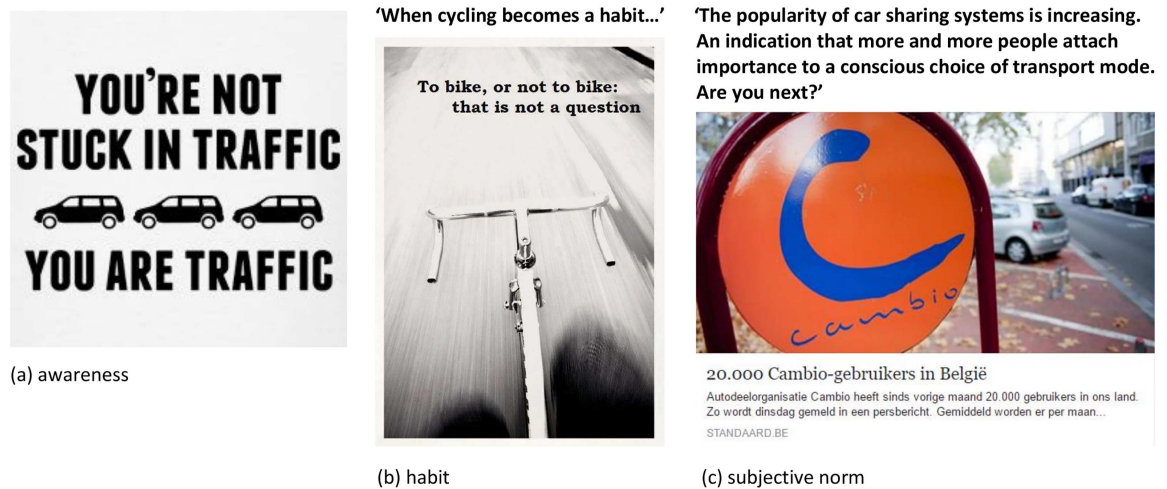 YOU'RE NOT
STUCK IN TRAFFIC
YOU ARE TRAFFIC
(a) awareness
‘When cycling becomes a habit…’
To bike, or not to bike:
that is not a question
(b) habit
‘The popularity of car sharing systems is increasing.
An indication that more and more people attach
importance to a conscious choice of transport mode.
Are you next?’
cambio
20.000 Cambio-gebruikers in België
Autodeelorganisatie Cambio heeft sinds vorige maand 20.000 gebruikers in ons land.
Zo wordt dinsdag gemeld in een persbericht. Gemiddeld worden er per maan...
STANDAARD.BE
(c) subjective norm